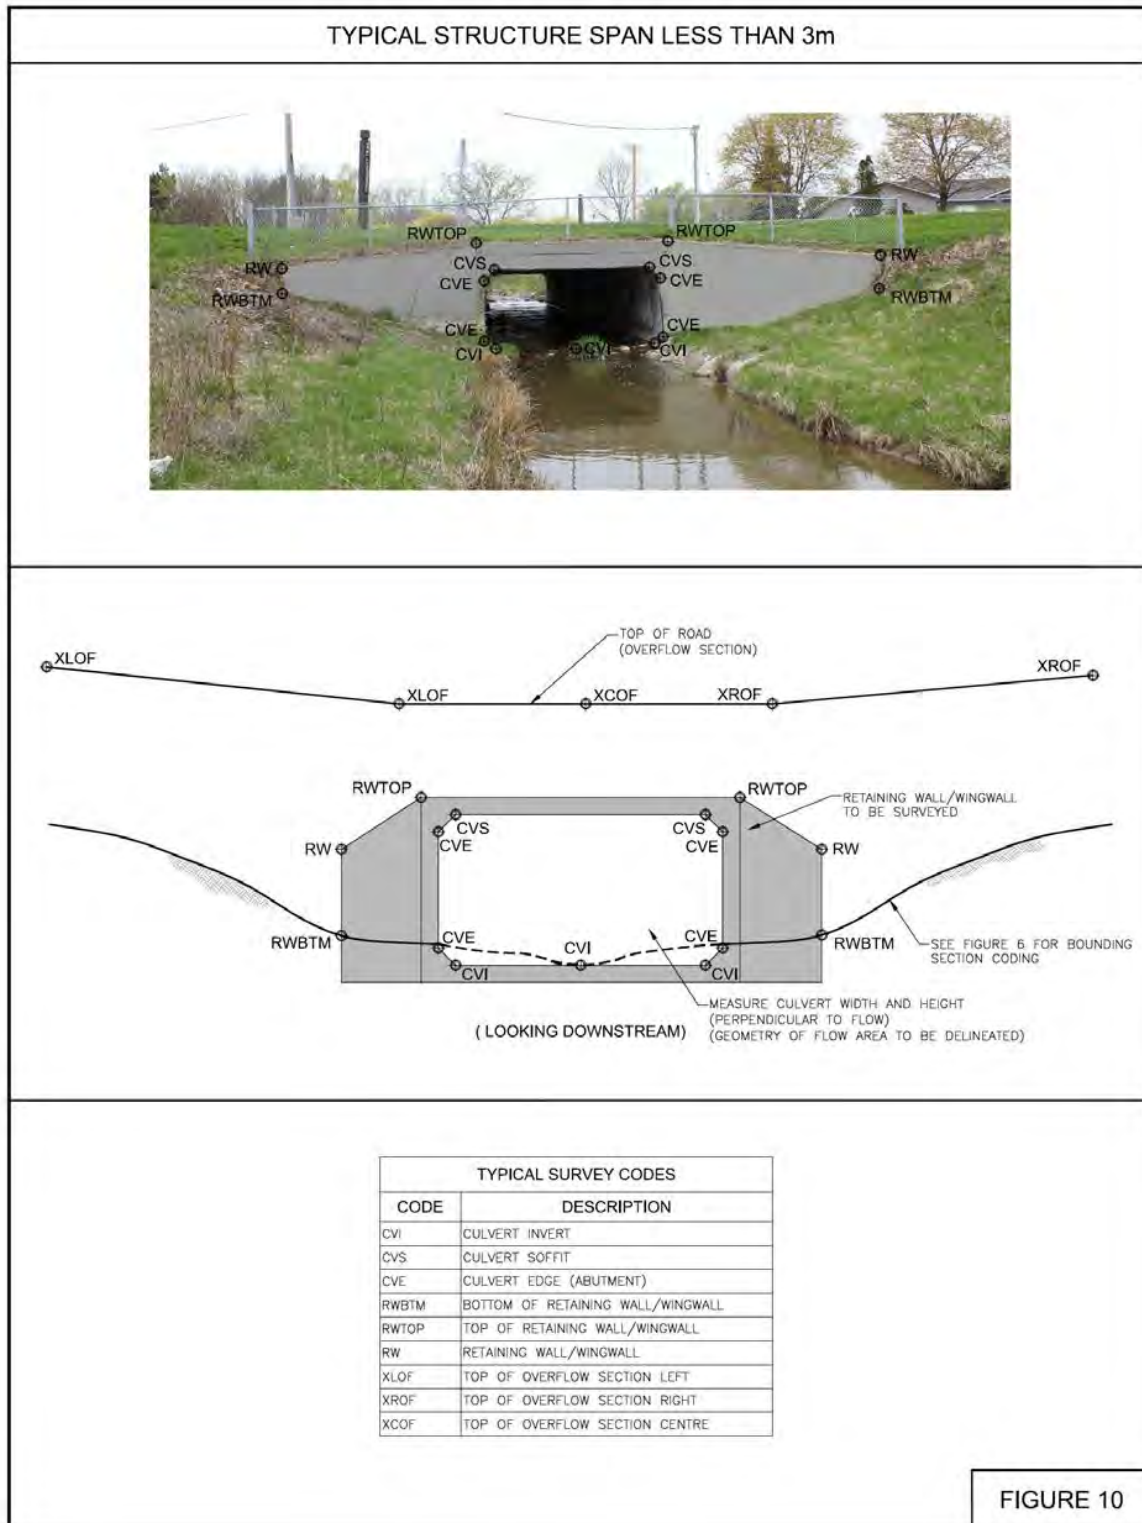 TYPICAL STRUCTURE SPAN LESS THAN 3m
RWTOP
RWTOP
RW
CVS
CVS
RW
CVE
CVE
RWBTM
RWBTM
CVE
CVE
CVI
CVI
CVI
TOP OF ROAD
(OVERFLOW SECTION)
XLOF
XROF
XLOF
XCOF
XROF
RWTOP
RWTOP
RETAINING WALL/WINGWALL
TO BE SURVEYED
CVS
CVS
CVE
CVE
RW
RW
RWBTM
CVE
CVI
CVE
RWBTM
SEE FIGURE 6 FOR BOUNDING
SECTION CODING
CVI
CVI
MEASURE CULVERT WIDTH AND HEIGHT
(PERPENDICULAR TO FLOW)
(GEOMETRY OF FLOW AREA TO BE DELINEATED)
( LOOKING DOWNSTREAM)
TYPICAL SURVEY CODES
CODE DESCRIPTION
CVI CULVERT INVERT
CVS CULVERT SOFFIT
CVE CULVERT EDGE (ABUTMENT)
RWBTM BOTTOM OF RETAINING WALL/WINGWALL
RWTOP TOP OF RETAINING WALL/WINGWALL
RW RETAINING WALL/WINGWALL
XLOF TOP OF OVERFLOW SECTION LEFT
XROF TOP OF OVERFLOW SECTION RIGHT
XCOF TOP OF OVERFLOW SECTION CENTRE
FIGURE 10